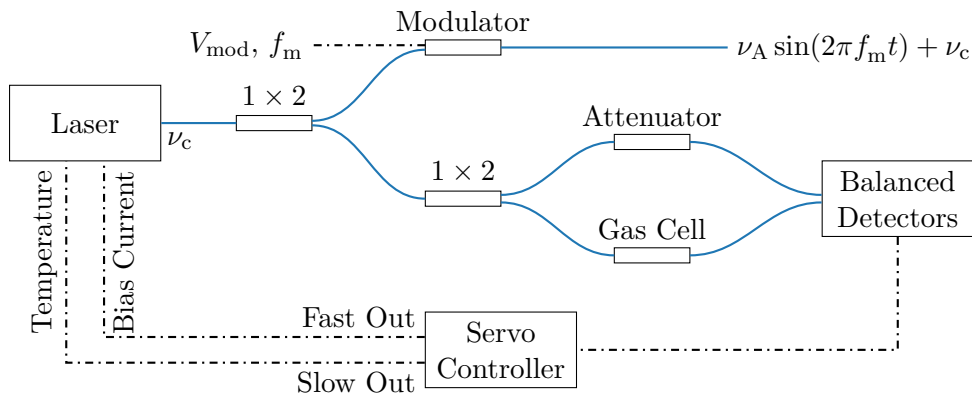 Modulator
V_mod, f_m
ν_A sin(2πf_m t) + ν_c
1 × 2
Laser
ν_c
Attenuator
1 × 2
Balanced
Detectors
Gas Cell
Temperature
Bias Current
Fast Out
Servo
Controller
Slow Out